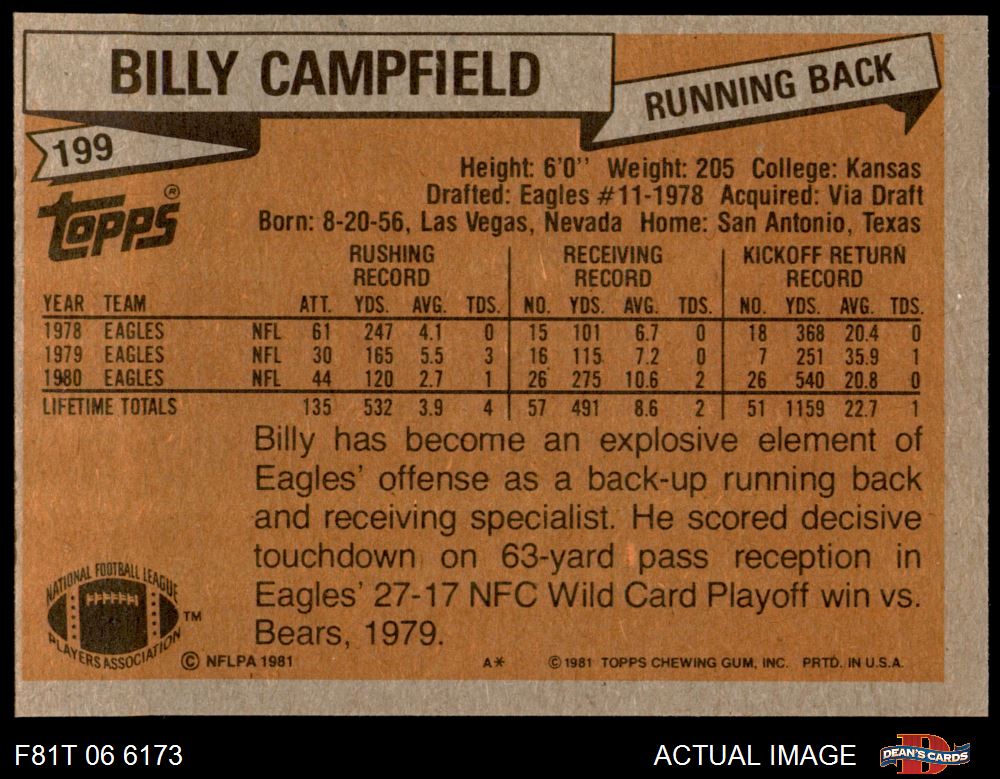 BILLY CAMPFIELD
RUNNING BACK
199
topps®
Height: 6'0'' Weight: 205 College: Kansas
Drafted: Eagles #11-1978 Acquired: Via Draft
Born: 8-20-56, Las Vegas, Nevada Home: San Antonio, Texas
RUSHING RECORD RECEIVING RECORD KICKOFF RETURN RECORD
YEAR TEAM ATT. YDS. AVG. TDS. NO. YDS. AVG. TDS. NO. YDS. AVG. TDS.
1978 EAGLES NFL 61 247 4.1 0 15 101 6.7 0 18 368 20.4 0
1979 EAGLES NFL 30 165 5.5 3 16 115 7.2 0 7 251 35.9 1
1980 EAGLES NFL 44 120 2.7 1 26 275 10.6 2 26 540 20.8 0
LIFETIME TOTALS 135 532 3.9 4 57 491 8.6 2 51 1159 22.7 1
Billy has become an explosive element of
Eagles' offense as a back-up running back
and receiving specialist. He scored decisive
touchdown on 63-yard pass reception in
Eagles' 27-17 NFC Wild Card Playoff win vs.
Bears, 1979.
NATIONAL FOOTBALL LEAGUE
PLAYERS ASSOCIATION ™
© NFLPA 1981 A* © 1981 TOPPS CHEWING GUM, INC. PRTD. IN U.S.A.
F81T 06 6173 ACTUAL IMAGE DEAN'S CARDS